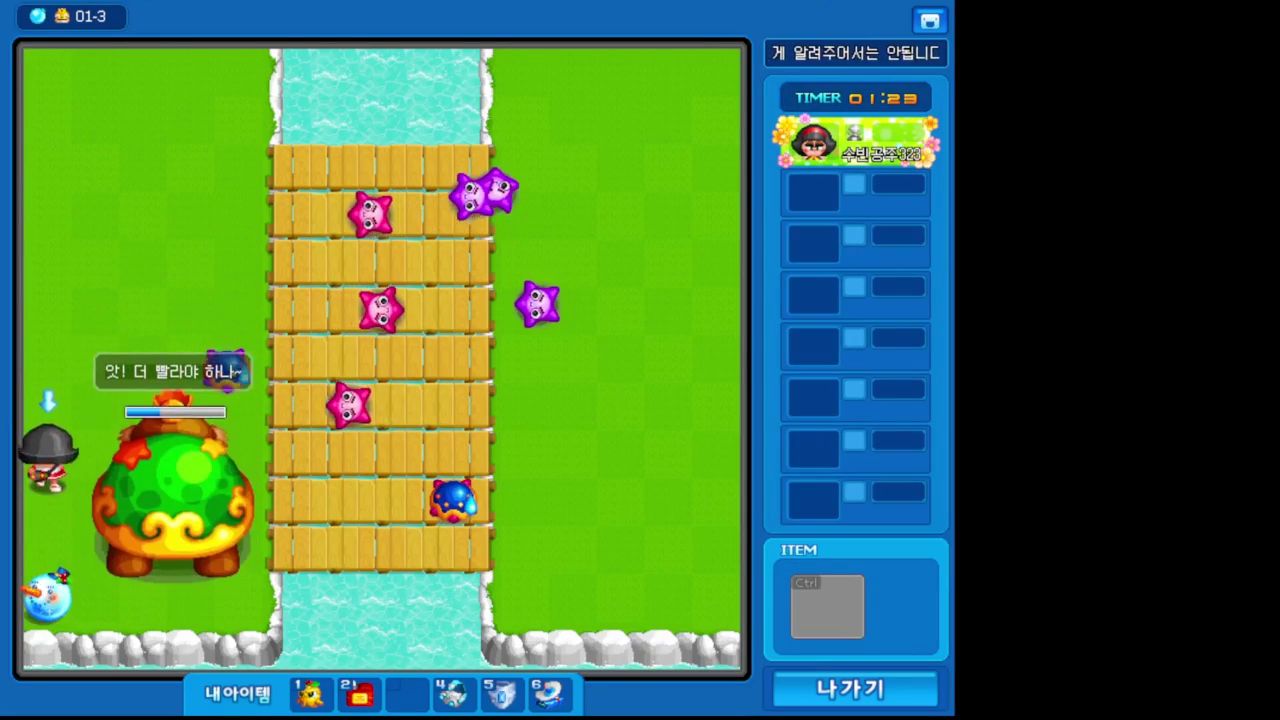 01-3
게 알려주어서는 안됩니다
TIMER 01:23
수빈공주323
앗! 더 빨라야 하나~
ITEM
Ctrl
내아이템
1
2
4
5
6
나가기